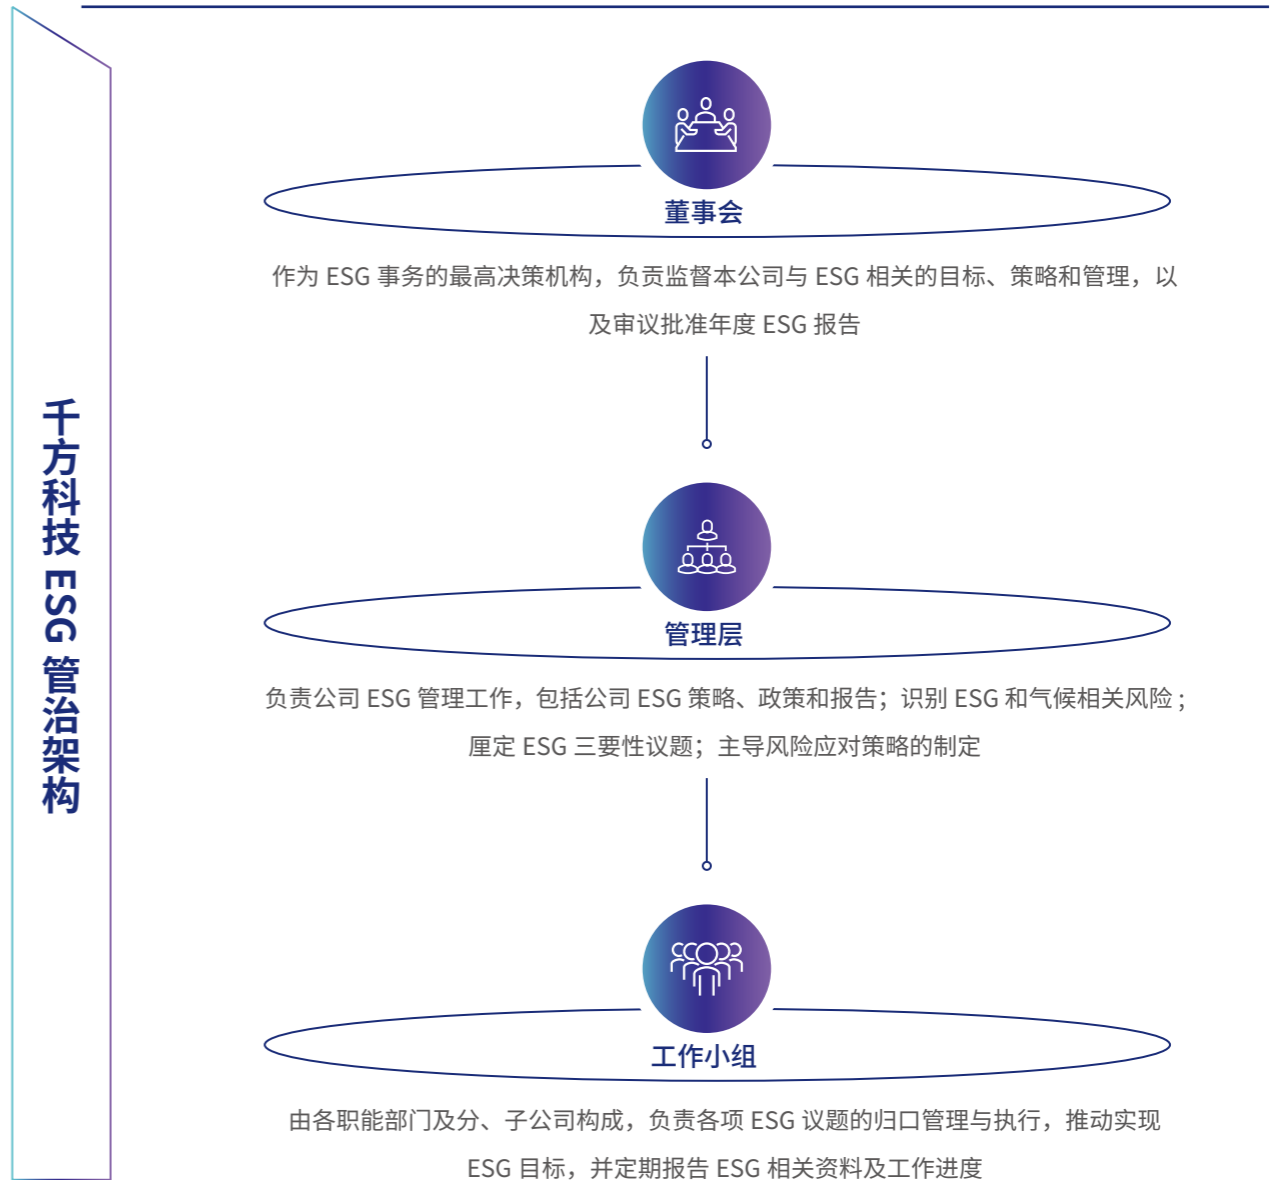 千方科技 ESG 管治架构
董事会
作为 ESG 事务的最高决策机构，负贡监督本公司与 ESG 相关的目标、策略和管理，以
及审议批准年度 ESG 报告
管理层
负责公司 ESG 管理工作，包括公司 ESG 策略、政策和报告；识别 ESG 和气候相关风险；
厘定 ESG 三要性议题；主导风险应对策略的制定
工作小组
由各职能部门及分、子公司构成，负责各项 ESG 议题的归口管理与执行，推动实现
ESG 目标，并定期报告 ESG 相关资料及工作进度